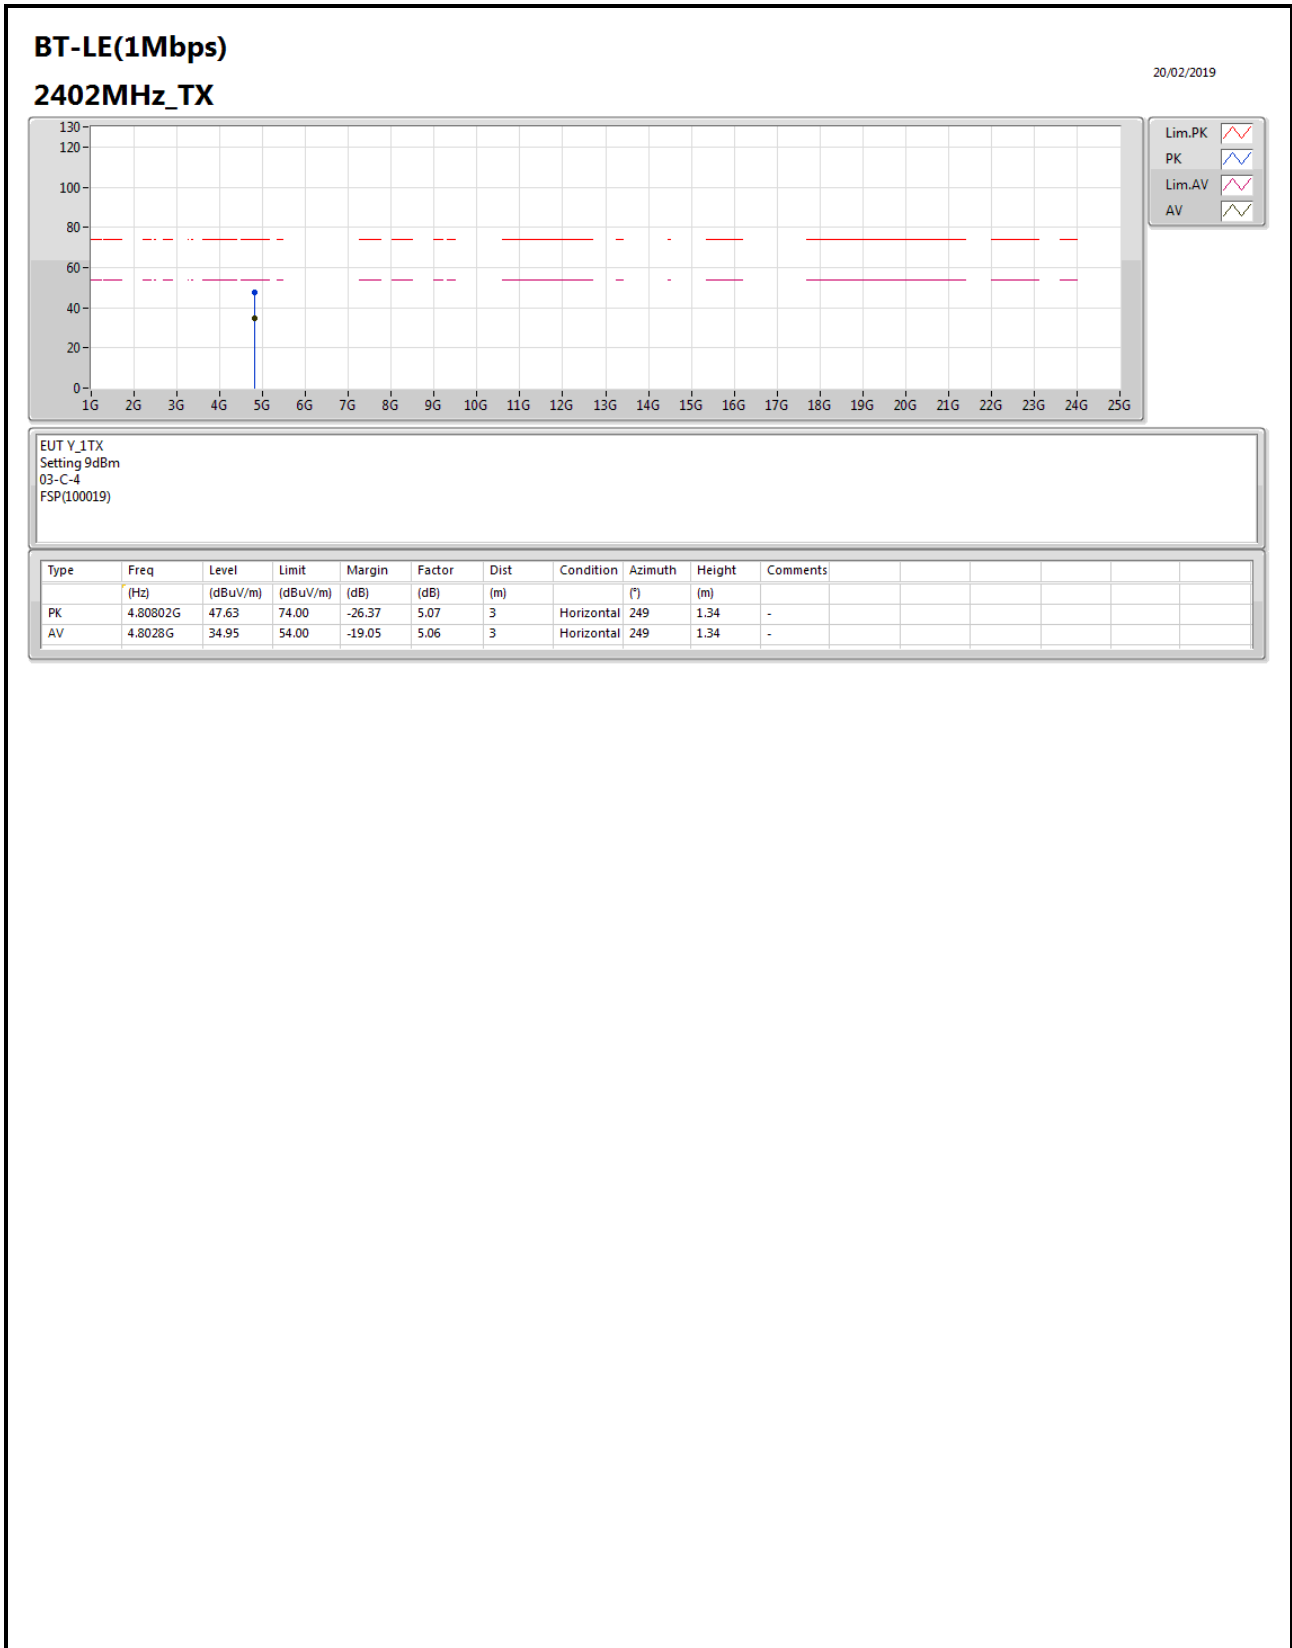 BT-LE(1Mbps)
20/02/2019
2402MHz_TX
130
120
100
80
60
40
20
0
1G 2G 3G 4G 5G 6G 7G 8G 9G 10G 11G 12G 13G 14G 15G 16G 17G 18G 19G 20G 21G 22G 23G 24G 25G
Lim.PK
PK
Lim.AV
AV
EUT Y_1TX
Setting 9dBm
03-C-4
FSP(100019)
Type Freq Level Limit Margin Factor Dist Condition Azimuth Height Comments
(Hz) (dBuV/m) (dBuV/m) (dB) (dB) (m) (°) (m)
PK 4.80802G 47.63 74.00 -26.37 5.07 3 Horizontal 249 1.34 -
AV 4.8028G 34.95 54.00 -19.05 5.06 3 Horizontal 249 1.34 -